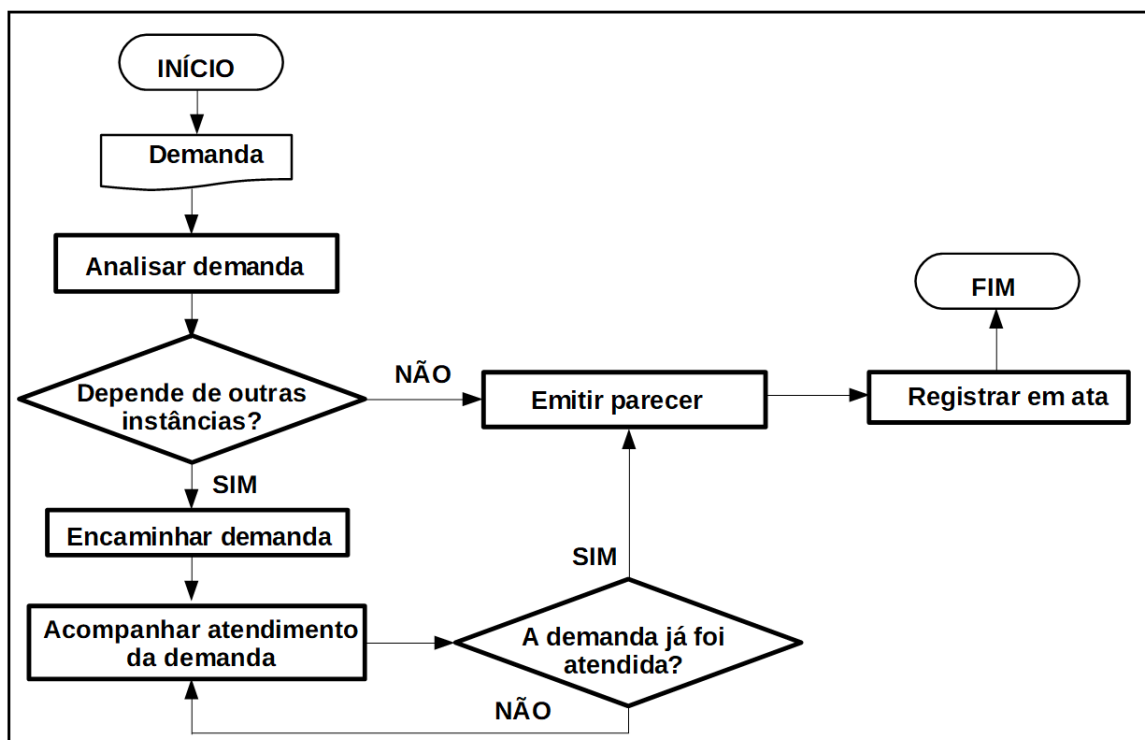 INÍCIO
Demanda
Analisar demanda
Depende de outras
instâncias?
NÃO
Emitir parecer
Registrar em ata
FIM
SIM
Encaminhar demanda
Acompanhar atendimento
da demanda
A demanda já foi
atendida?
SIM
NÃO